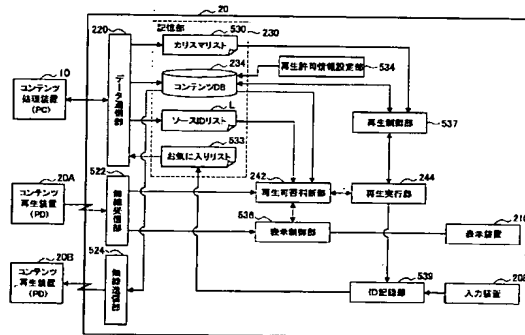 20
530
230
記憶部
220
カリスマリスト
234
再生許可情報設定部
534
10
コンテンツDB
コンテンツ
処理装置
(PC)
データ通信部
L
ソースIDリスト
再生制御部
537
533
522
お気に入りリスト
242
244
20A
再生可否判断部
再生実行部
コンテンツ
再生装置
(PD)
無線受信部
536
210
表示制御部
表示装置
524
20B
539
208
コンテンツ
再生装置
(PD)
無線送信部
ID記録部
入力装置